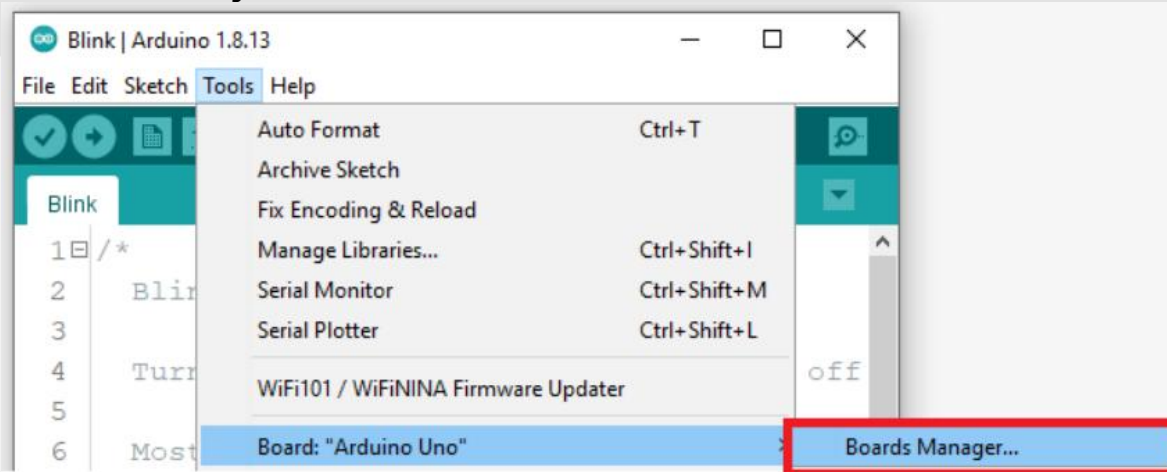 Blink | Arduino 1.8.13
File Edit Sketch Tools Help
Auto Format Ctrl+T
Archive Sketch
Blink
Fix Encoding & Reload
1 /*
Manage Libraries... Ctrl+Shift+I
2
Serial Monitor Ctrl+Shift+M
3
Serial Plotter Ctrl+Shift+L
4 off
WiFi101 / WiFiNINA Firmware Updater
5
6 Most
Board: "Arduino Uno"
Boards Manager...